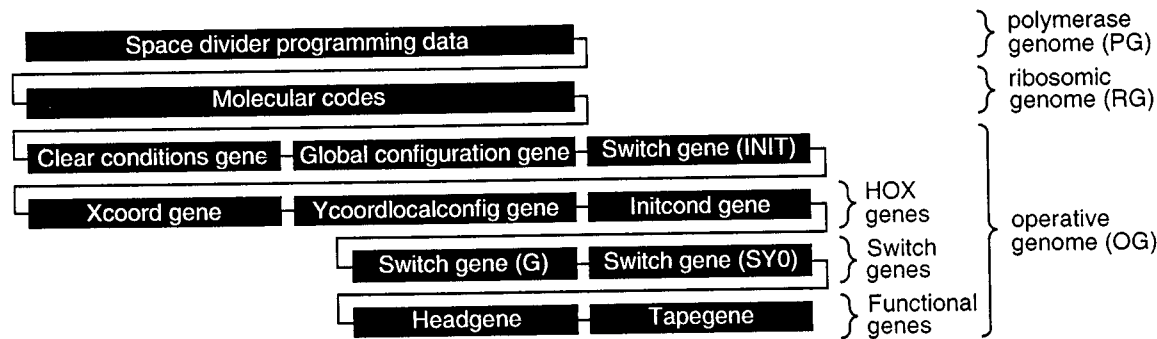 Space divider programming data
polymerase
genome (PG)
Molecular codes
ribosomic
genome (RG)
Clear conditions gene
Global configuration gene
Switch gene (INIT)
Xcoord gene
Ycoordlocalconfig gene
Initcond gene
HOX
genes
Switch gene (G)
Switch gene (SY0)
Switch
genes
operative
genome (OG)
Headgene
Tapegene
Functional
genes